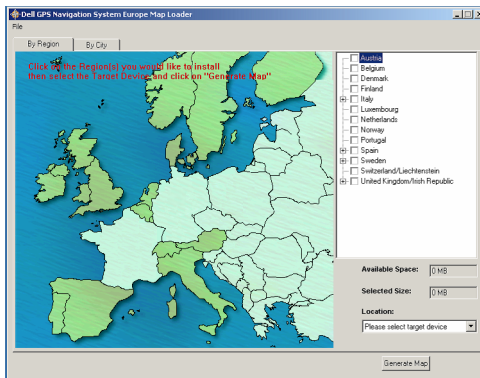 Dell GPS Navigation System Europe Map Loader
File
By Region
By City
Click on the Region(s) you would like to install
then select the Target Device and click on "Generate Map"
Austria
Belgium
Denmark
Finland
Italy
Luxembourg
Netherlands
Norway
Portugal
Spain
Sweden
Switzerland/Liechtenstein
United Kingdom/Irish Republic
Available Space: 0 MB
Selected Size: 0 MB
Location:
Please select target device
Generate Map